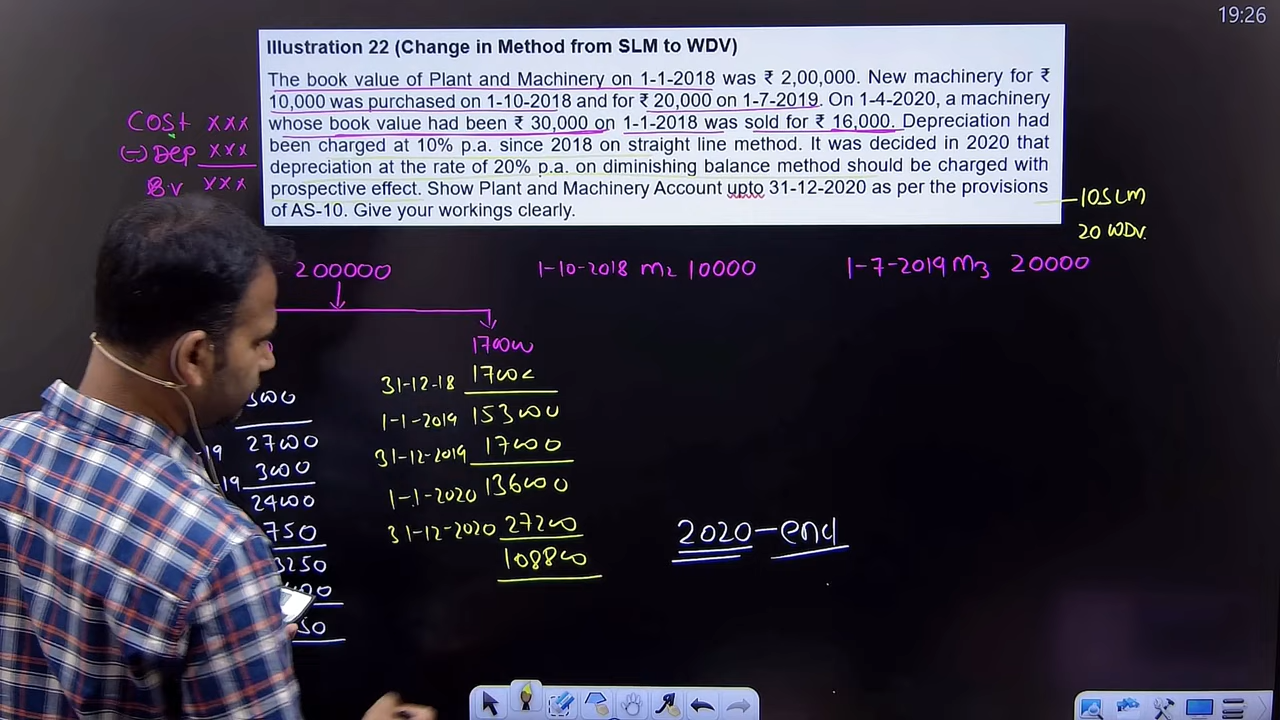 19:26
Illustration 22 (Change in Method from SLM to WDV)
The book value of Plant and Machinery on 1-1-2018 was ₹ 2,00,000. New machinery for ₹
10,000 was purchased on 1-10-2018 and for ₹ 20,000 on 1-7-2019. On 1-4-2020, a machinery
whose book value had been ₹ 30,000 on 1-1-2018 was sold for ₹ 16,000. Depreciation had
been charged at 10% p.a. since 2018 on straight line method. It was decided in 2020 that
depreciation at the rate of 20% p.a. on diminishing balance method should be charged with
prospective effect. Show Plant and Machinery Account upto 31-12-2020 as per the provisions
of AS-10. Give your workings clearly.
Cost xxx
(-) Dep xxx
B.v xxx
10 SLM
20 WDV.
200000
1-10-2018 M2 10000
1-7-2019 M3 20000
170000
31-12-18 17000
1-1-2019 153000
31-12-2019 17000
1-1-2020 136000
31-12-2020 27200
108800
19 27000
19 3000
24000
750
3250
00
50
2020-end